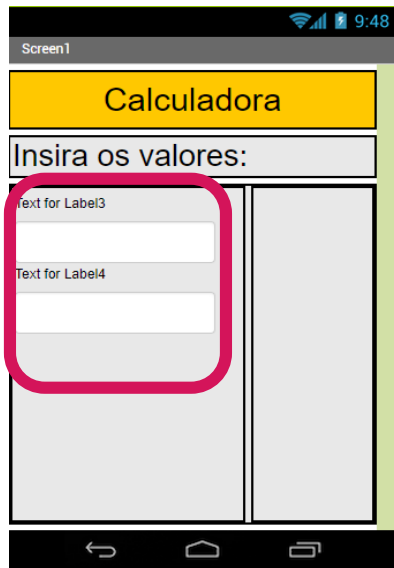 9:48
Screen1
Calculadora
Insira os valores:
Text for Label3
Text for Label4